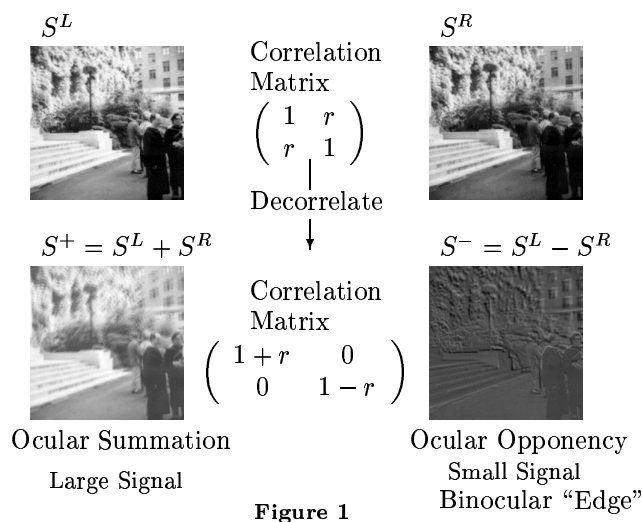 S^L
S^R
Correlation
Matrix
( 1 r )
( r 1 )
Decorrelate
S^+ = S^L + S^R
S^- = S^L - S^R
Correlation
Matrix
( 1 + r 0 )
( 0 1 - r )
Ocular Summation
Ocular Opponency
Large Signal
Small Signal
Binocular “Edge”
Figure 1